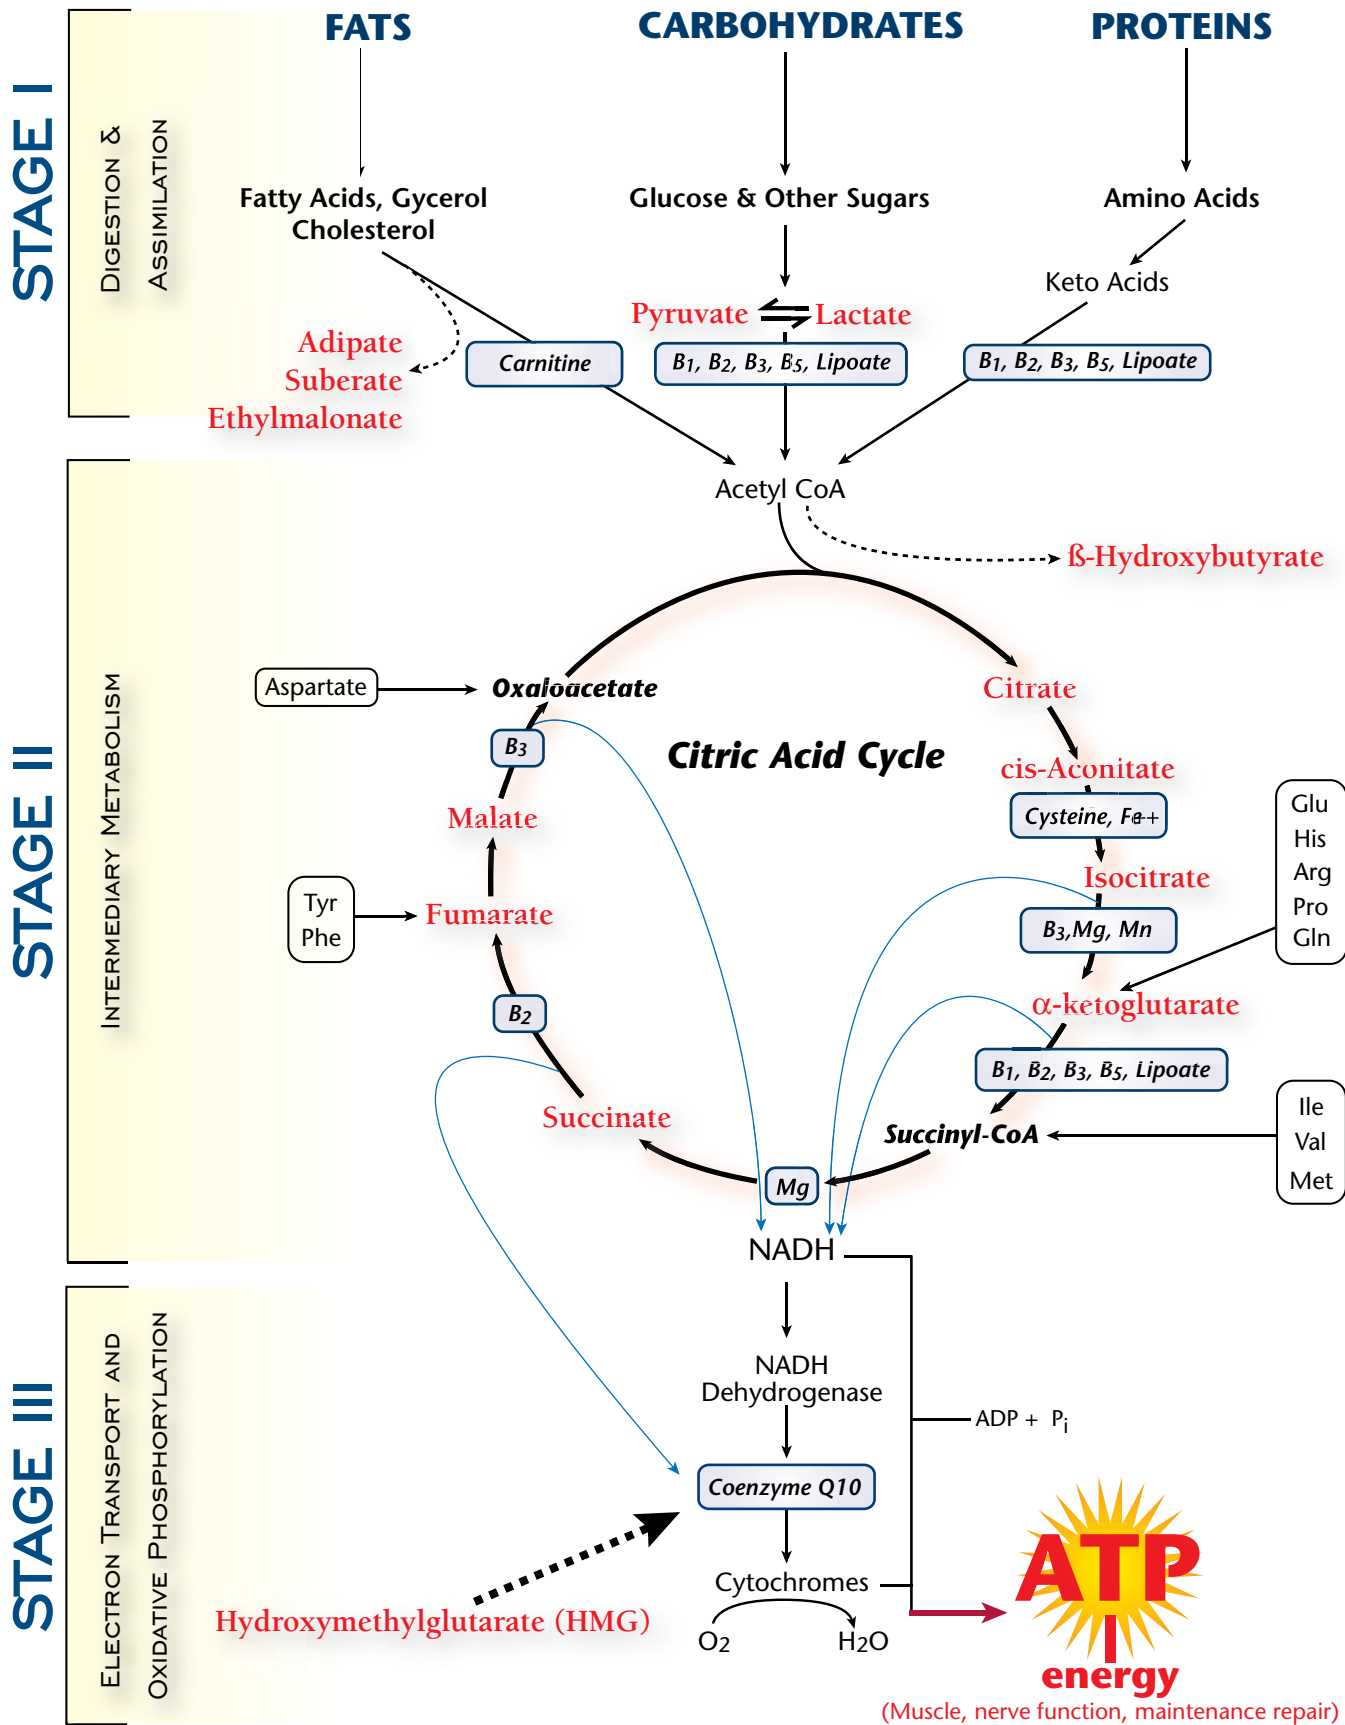 STAGE I
DIGESTION &
ASSIMILATION
FATS
CARBOHYDRATES
PROTEINS
Fatty Acids, Gycerol
Cholesterol
Glucose & Other Sugars
Amino Acids
Keto Acids
Pyruvate
Lactate
Adipate
Suberate
Ethylmalonate
Carnitine
B1, B2, B3, B5, Lipoate
B1, B2, B3, B5, Lipoate
STAGE II
INTERMEDIARY METABOLISM
Acetyl CoA
ß-Hydroxybutyrate
Aspartate
Oxaloacetate
Citrate
B3
Citric Acid Cycle
cis-Aconitate
Malate
Cysteine, Fe++
Glu
His
Arg
Pro
Gln
Isocitrate
Tyr
Phe
Fumarate
B3,Mg, Mn
α-ketoglutarate
B2
B1, B2, B3, B5, Lipoate
Succinate
Succinyl-CoA
Ile
Val
Met
Mg
NADH
STAGE III
ELECTRON TRANSPORT AND
OXIDATIVE PHOSPHORYLATION
NADH
Dehydrogenase
ADP + Pi
Coenzyme Q10
Cytochromes
Hydroxymethylglutarate (HMG)
O2
H2O
ATP
energy
(Muscle, nerve function, maintenance repair)